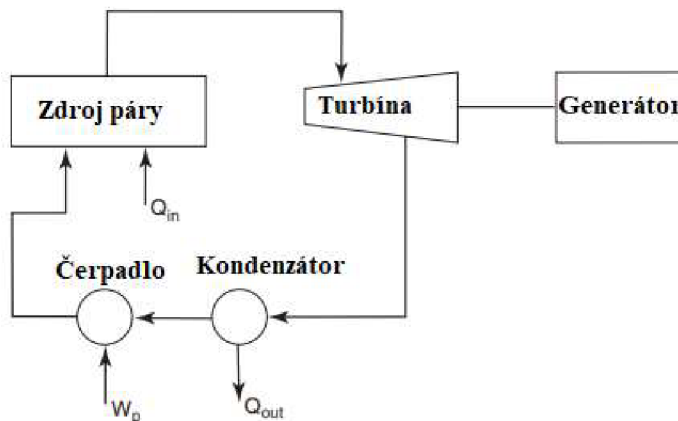 Zdroj páry
Turbína
Generátor
Qin
Čerpadlo
Kondenzátor
Wp
Qout